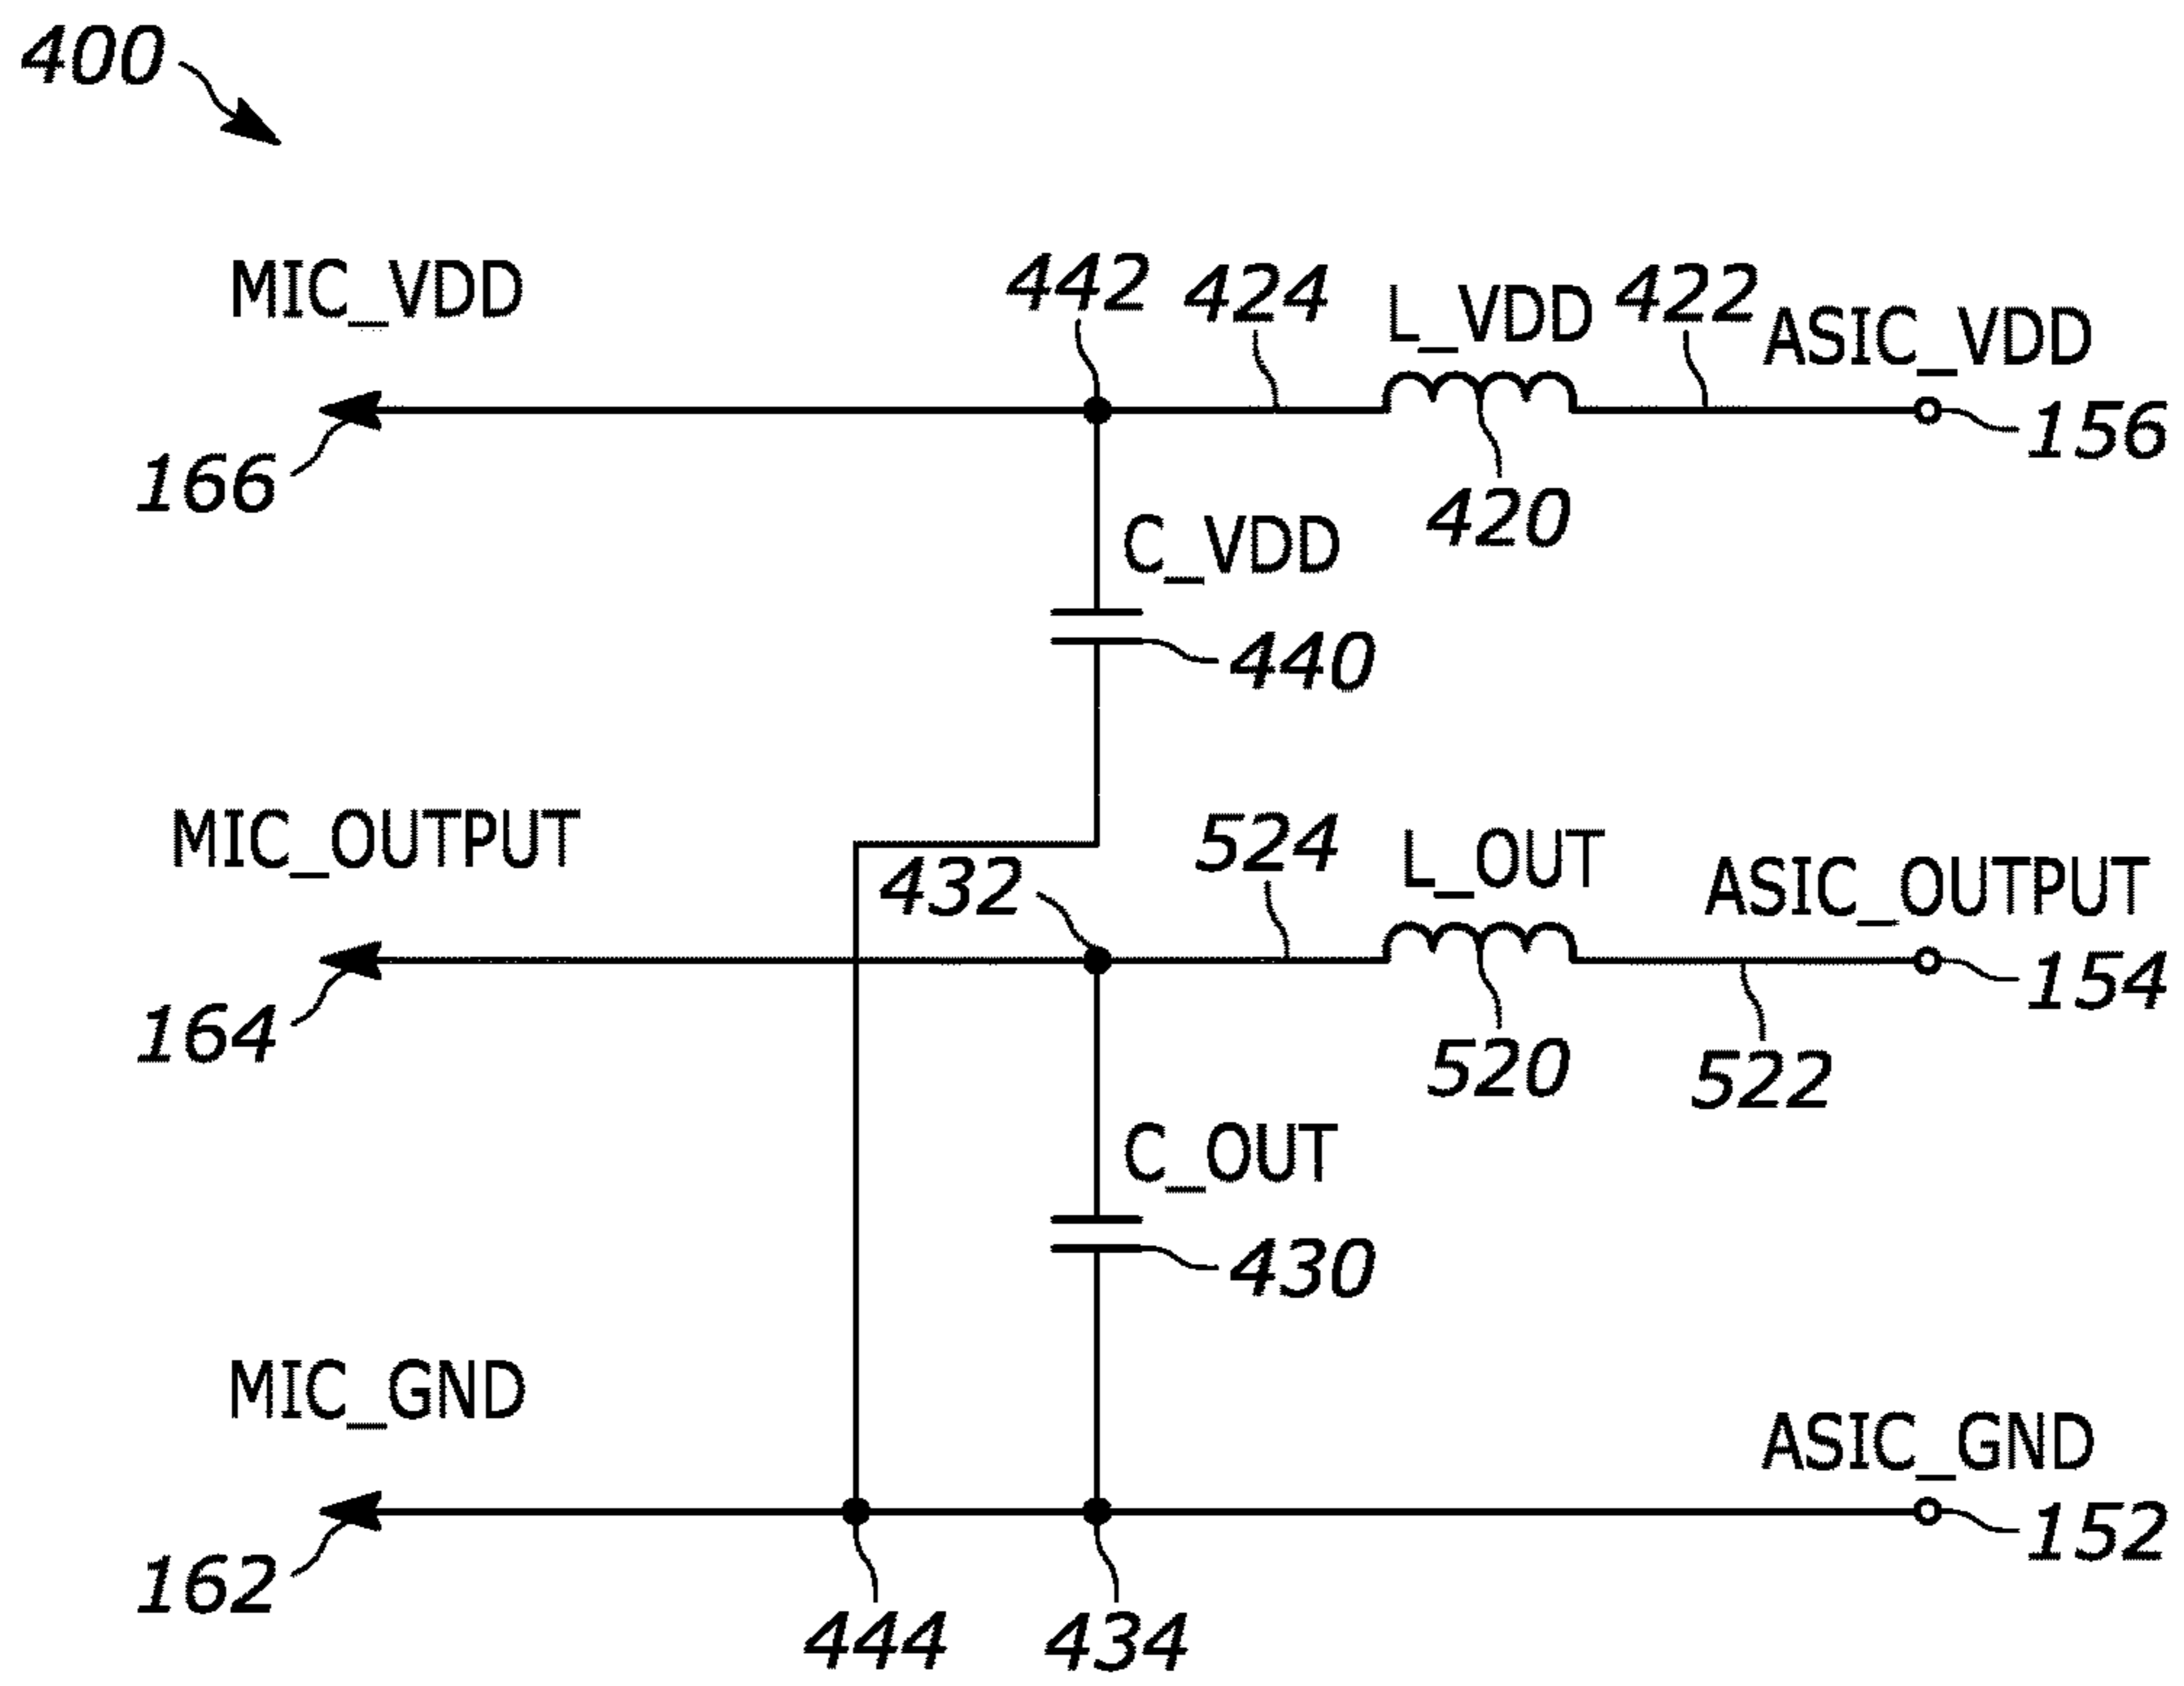 400
MIC_VDD
442
424
L_VDD
422
ASIC_VDD
166
156
420
C_VDD
440
MIC_OUTPUT
432
524
L_OUT
ASIC_OUTPUT
164
154
520
522
C_OUT
430
MIC_GND
ASIC_GND
162
152
444
434